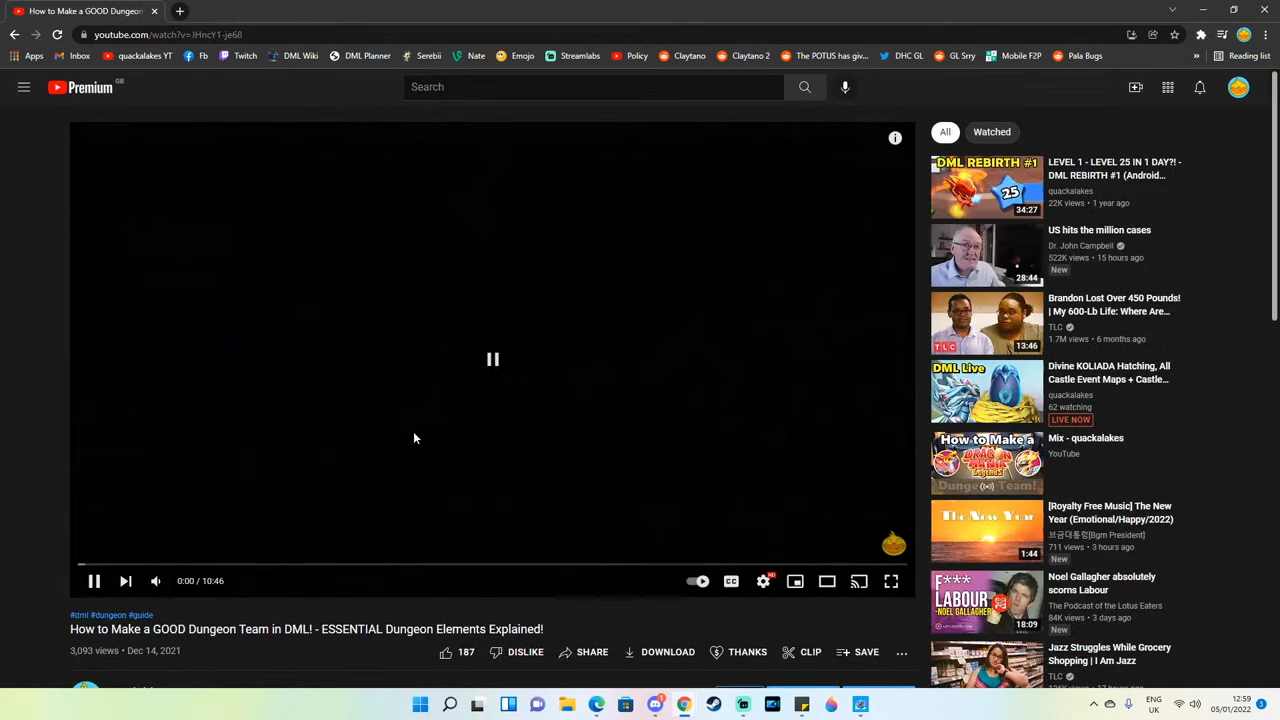 How to Make a GOOD Dungeon
youtube.com/watch?v=JHncY1-je68
Apps
Inbox
quackalakes YT
Fb
Twitch
DML Wiki
DML Planner
Serebii
Nate
Emojo
Streamlabs
Policy
Claytano
Claytano 2
The POTUS has giv...
DHC GL
GL Srry
Mobile F2P
Pala Bugs
Reading list
Premium
GB
Search
All
Watched
DML REBIRTH #1
25
34:27
LEVEL 1 - LEVEL 25 IN 1 DAY?! -
DML REBIRTH #1 (Android...
quackalakes
22K views • 1 year ago
28:44
US hits the million cases
Dr. John Campbell
522K views • 15 hours ago
New
TLC
13:46
Brandon Lost Over 450 Pounds!
| My 600-Lb Life: Where Are...
TLC
1.7M views • 6 months ago
DML Live
Divine KOLIADA Hatching, All
Castle Event Maps + Castle...
quackalakes
62 watching
LIVE NOW
How to Make a
DRAGON
MANIA
Legends
Dungeon Team!
Mix - quackalakes
YouTube
The New Year
1:44
[Royalty Free Music] The New
Year (Emotional/Happy/2022)
브금대통령[Bgm President]
711 views • 3 hours ago
New
F***
LABOUR
-NOEL GALLAGHER
18:09
Noel Gallagher absolutely
scorns Labour
The Podcast of the Lotus Eaters
84K views • 3 days ago
New
Jazz Struggles While Grocery
Shopping | I Am Jazz
TLC
0:00 / 10:46
CC
HD
#dml #dungeon #guide
How to Make a GOOD Dungeon Team in DML! - ESSENTIAL Dungeon Elements Explain
3,093 views • Dec 14, 2021
187
DISLIKE
SHARE
DOWNLOAD
THANKS
CLIP
SAVE
ENG
UK
12:59
05/01/2022
3